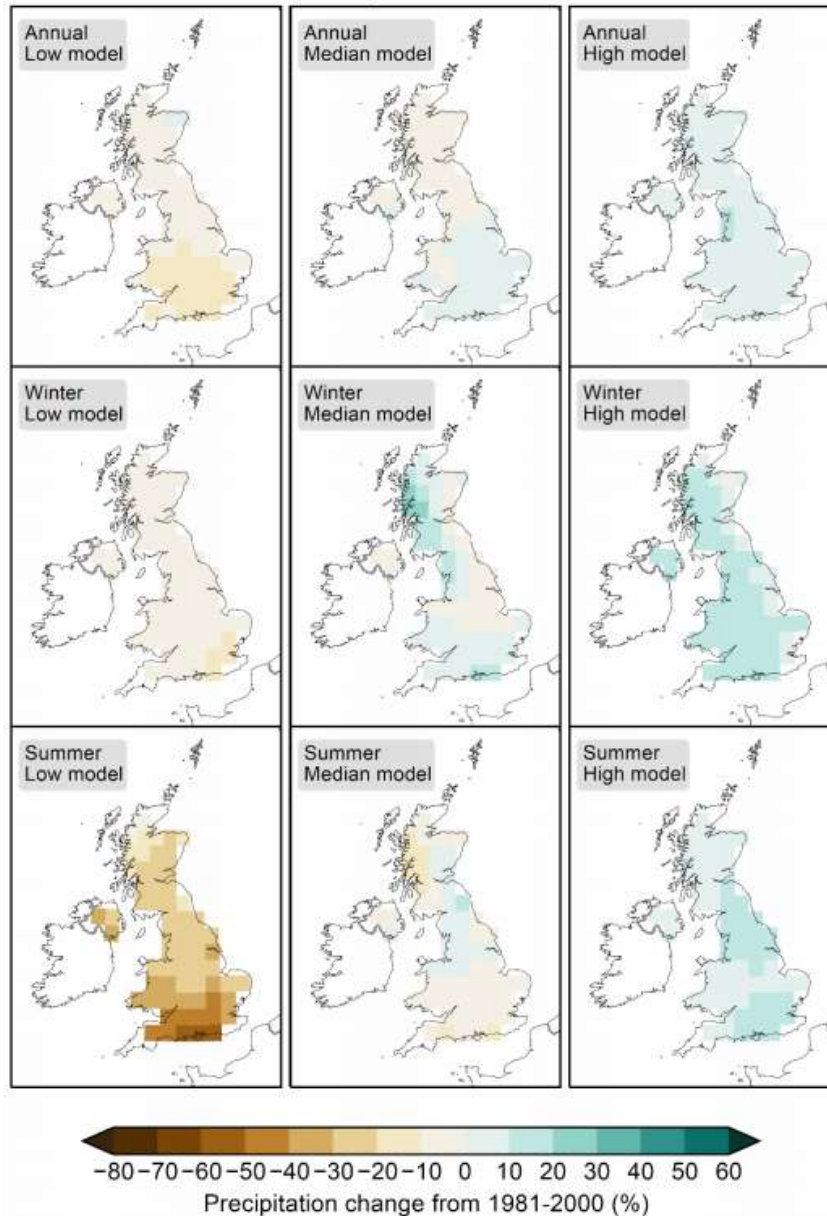 Annual
Low model
Annual
Median model
Annual
High model
Winter
Low model
Winter
Median model
Winter
High model
Summer
Low model
Summer
Median model
Summer
High model
−80 −70 −60 −50 −40 −30 −20 −10 0 10 20 30 40 50 60
Precipitation change from 1981-2000 (%)